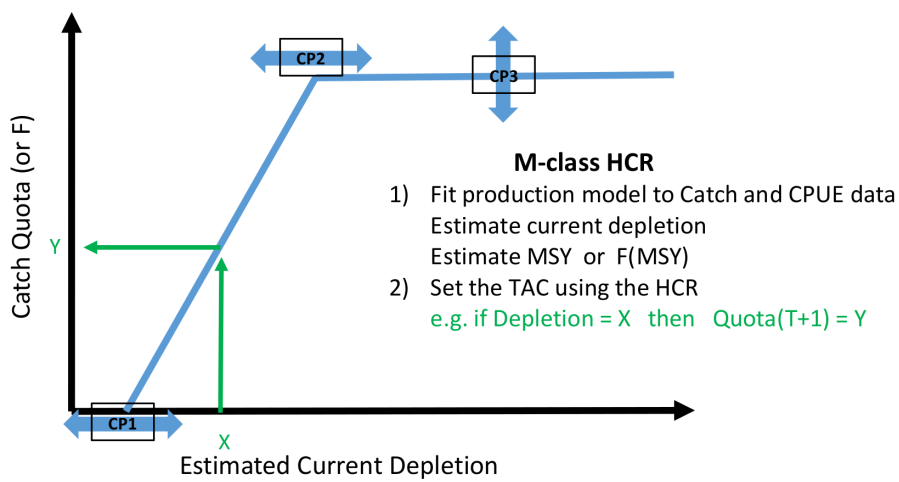 CP2
CP3
M-class HCR
1) Fit production model to Catch and CPUE data
Estimate current depletion
Estimate MSY or F(MSY)
2) Set the TAC using the HCR
e.g. if Depletion = X then Quota(T+1) = Y
Catch Quota (or F)
Y
CP1
X
Estimated Current Depletion